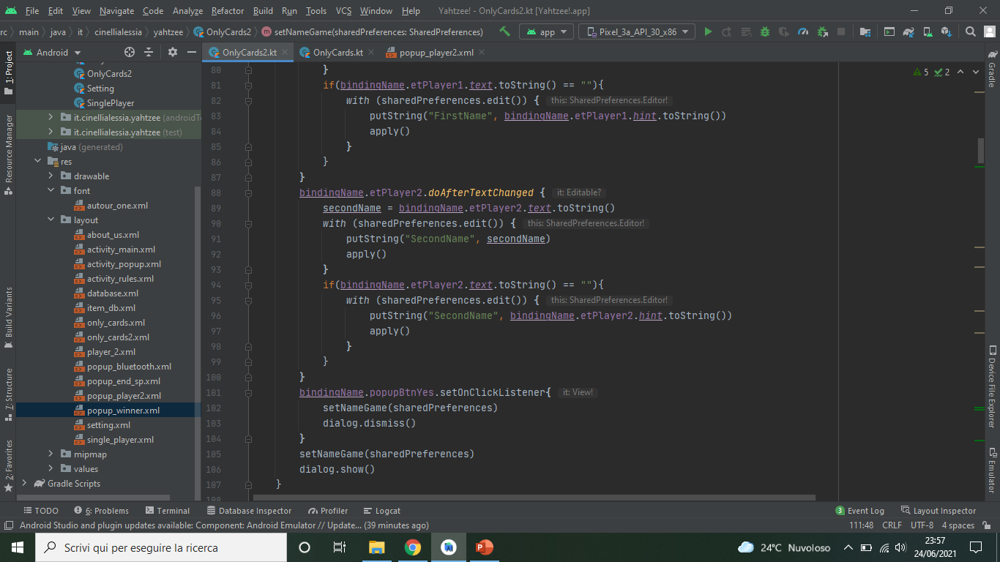 File Edit View Navigate Code Analyze Refactor Build Run Tools VCS Window Help Yahtzee! - OnlyCards2.kt [Yahtzee!.app]
rc main java it cinellialessia yahtzee OnlyCards2 setNameGame(sharedPreferences: SharedPreferences) app Pixel_3a_API_30_x86
Android OnlyCards2.kt OnlyCards.kt popup_player2.xml
1: Project
Resource Manager
Build Variants
7: Structure
2: Favorites
OnlyCards2
Setting
SinglePlayer
it.cinellialessia.yahtzee (androidT
it.cinellialessia.yahtzee (test)
java (generated)
res
drawable
font
autour_one.xml
layout
about_us.xml
activity_main.xml
activity_popup.xml
activity_rules.xml
database.xml
item_db.xml
only_cards.xml
only_cards2.xml
player_2.xml
popup_bluetooth.xml
popup_end_sp.xml
popup_player2.xml
popup_winner.xml
setting.xml
single_player.xml
mipmap
values
Gradle Scripts
5 2
80 }
81 if(bindingName.etPlayer1.text.toString() == ""){
82 with (sharedPreferences.edit()) { this: SharedPreferences.Editor!
83 putString("FirstName", bindingName.etPlayer1.hint.toString())
84 apply()
85 }
86 }
87 }
88 bindingName.etPlayer2.doAfterTextChanged { it: Editable?
89 secondName = bindingName.etPlayer2.text.toString()
90 with (sharedPreferences.edit()) { this: SharedPreferences.Editor!
91 putString("SecondName", secondName)
92 apply()
93 }
94 if(bindingName.etPlayer2.text.toString() == ""){
95 with (sharedPreferences.edit()) { this: SharedPreferences.Editor!
96 putString("SecondName", bindingName.etPlayer2.hint.toString())
97 apply()
98 }
99 }
100 }
101 bindingName.popupBtnYes.setOnClickListener{ it: View!
102 setNameGame(sharedPreferences)
103 dialog.dismiss()
104 }
105 setNameGame(sharedPreferences)
106 dialog.show()
107 }
108
Gradle
Device File Explorer
Emulator
TODO 6: Problems Terminal Database Inspector Profiler Logcat 3 Event Log Layout Inspector
Android Studio and plugin updates available: Component: Android Emulator // Update... (39 minutes ago) 111:48 CRLF UTF-8 4 spaces
Scrivi qui per eseguire la ricerca
24°C Nuvoloso
23:57
24/06/2021